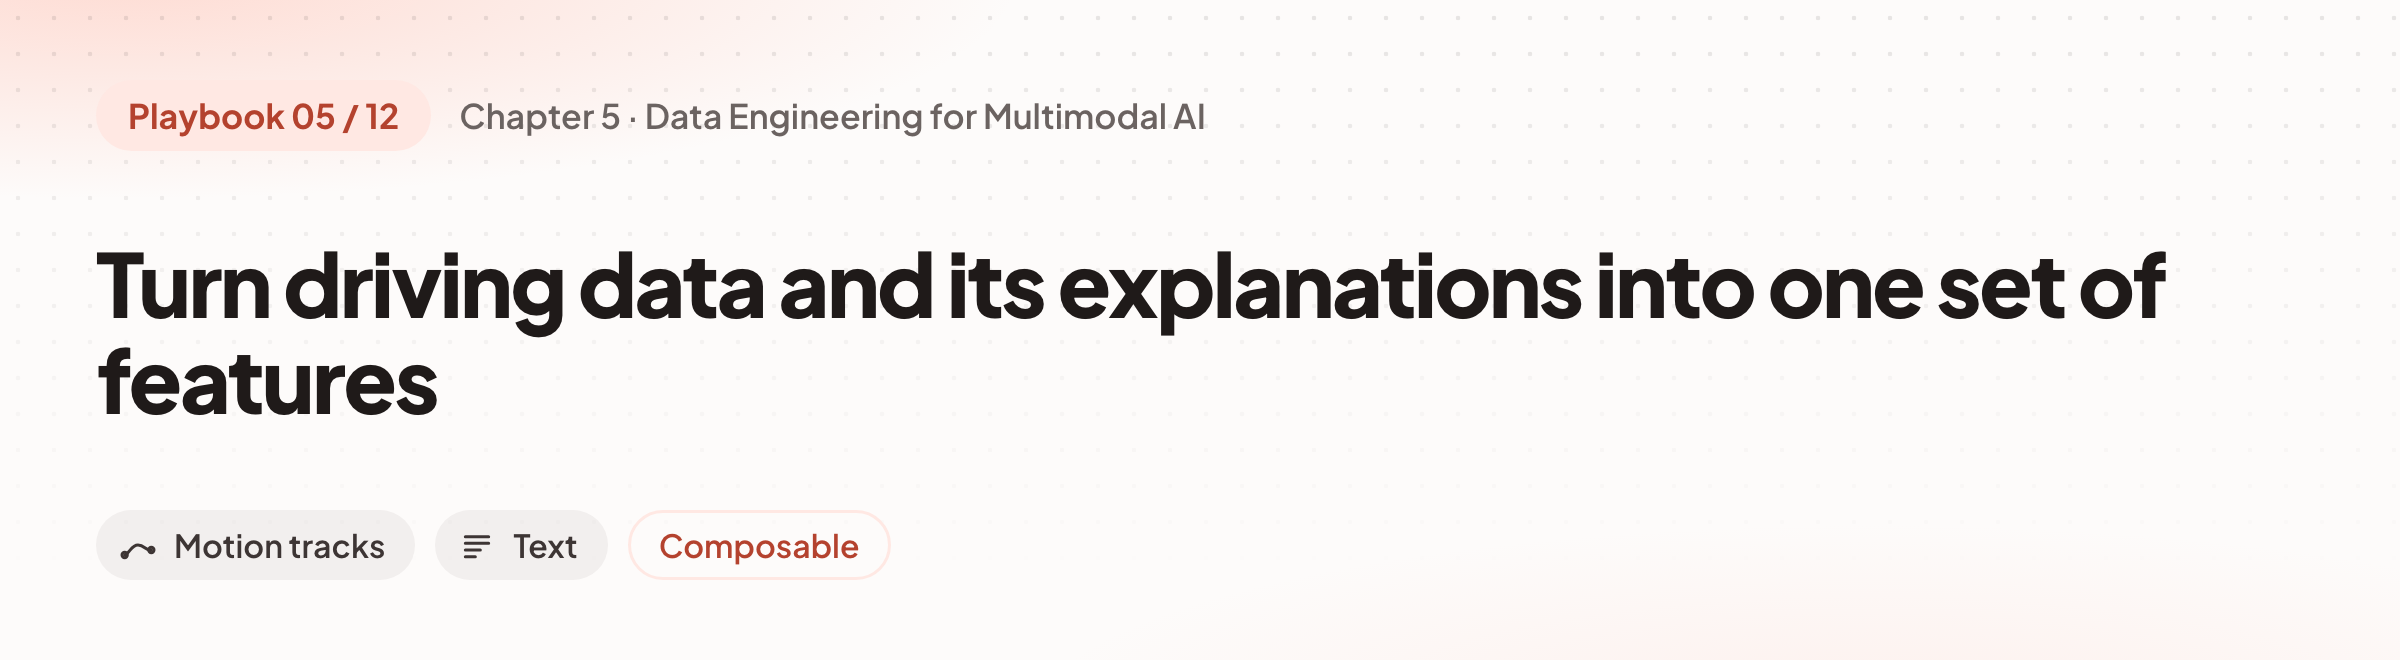 Playbook 05 / 12
Chapter 5 · Data Engineering for Multimodal AI
Turn driving data and its explanations into one set of
features
Motion tracks
Text
Composable